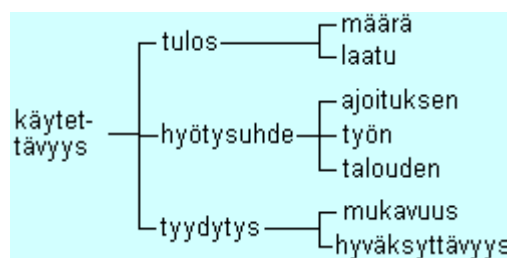 käytet-
tävyys
tulos
määrä
laatu
hyötysuhde
ajoituksen
työn
talouden
tyydytys
mukavuus
hyväksyttävyys